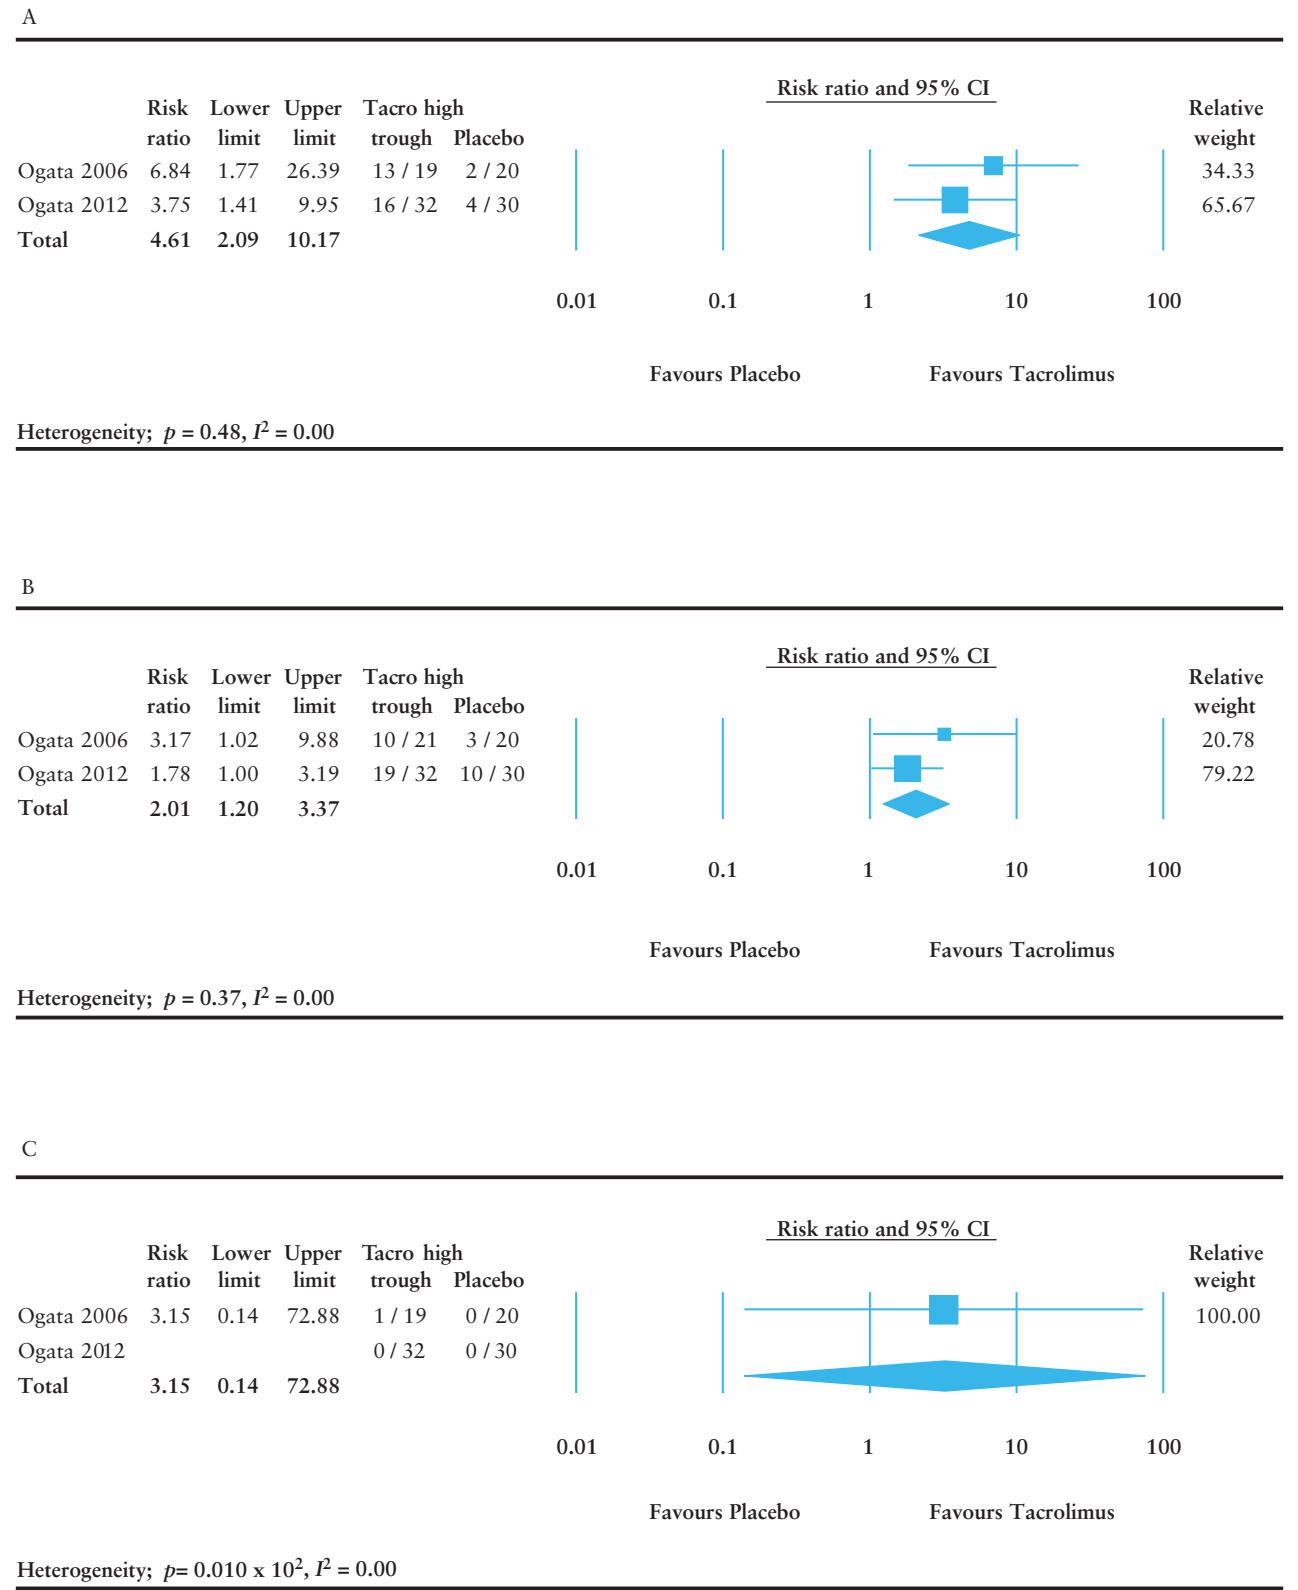 A
Risk ratio and 95% CI
Risk Lower Upper Tacro high Relative
ratio limit limit trough Placebo weight
Ogata 2006 6.84 1.77 26.39 13 / 19 2 / 20 34.33
Ogata 2012 3.75 1.41 9.95 16 / 32 4 / 30 65.67
Total 4.61 2.09 10.17
0.01 0.1 1 10 100
Favours Placebo Favours Tacrolimus
Heterogeneity; p = 0.48, I² = 0.00
B
Risk ratio and 95% CI
Risk Lower Upper Tacro high Relative
ratio limit limit trough Placebo weight
Ogata 2006 3.17 1.02 9.88 10 / 21 3 / 20 20.78
Ogata 2012 1.78 1.00 3.19 19 / 32 10 / 30 79.22
Total 2.01 1.20 3.37
0.01 0.1 1 10 100
Favours Placebo Favours Tacrolimus
Heterogeneity; p = 0.37, I² = 0.00
C
Risk ratio and 95% CI
Risk Lower Upper Tacro high Relative
ratio limit limit trough Placebo weight
Ogata 2006 3.15 0.14 72.88 1 / 19 0 / 20 100.00
Ogata 2012 0 / 32 0 / 30
Total 3.15 0.14 72.88
0.01 0.1 1 10 100
Favours Placebo Favours Tacrolimus
Heterogeneity; p= 0.010 x 10², I² = 0.00